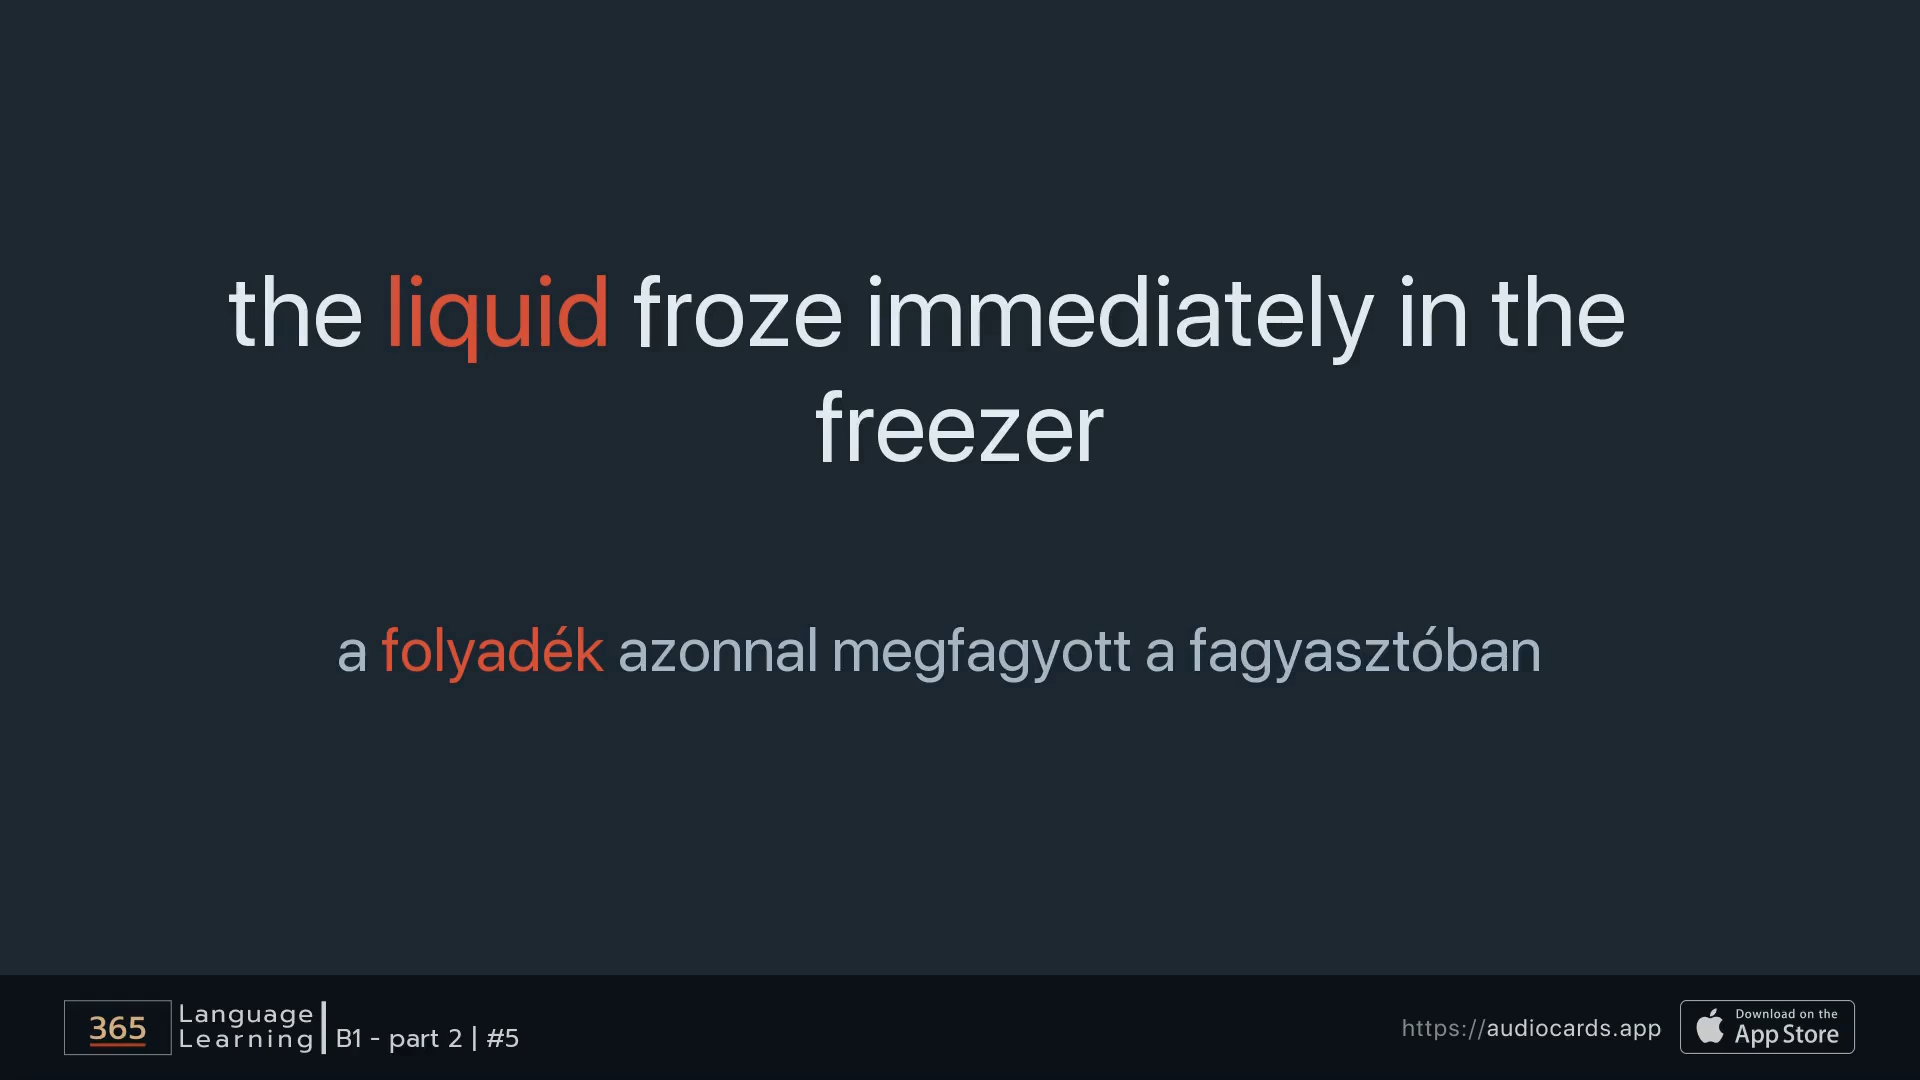 the liquid froze immediately in the
freezer
a folyadék azonnal megfagyott a fagyasztóban
365
Language
Learning
B1 - part 2 | #5
https://audiocards.app
Download on the
App Store